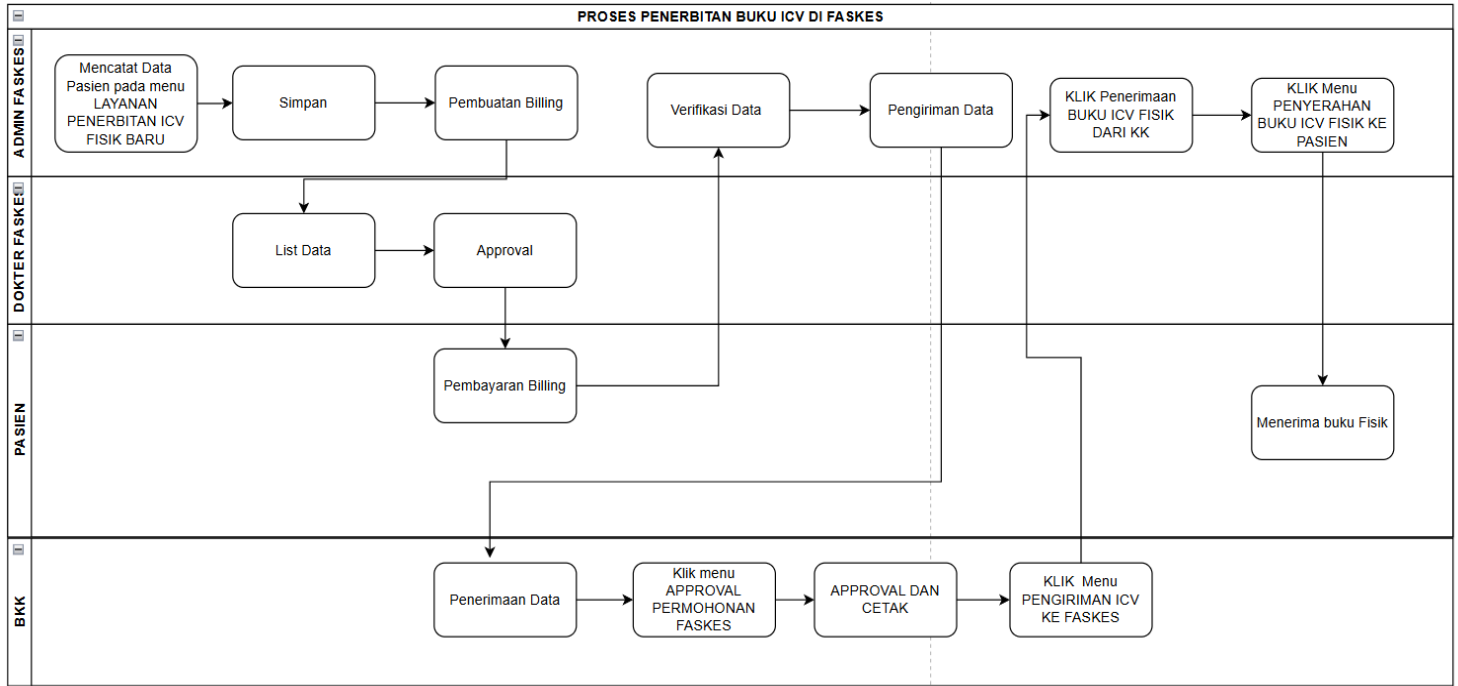 PROSES PENERBITAN BUKU ICV DI FASKES
ADMIN FASKES
Mencatat Data
Pasien pada menu
LAYANAN
PENERBITAN ICV
FISIK BARU
Simpan
Pembuatan Billing
Verifikasi Data
Pengiriman Data
KLIK Penerimaan
BUKU ICV FISIK
DARI KK
KLIK Menu
PENYERAHAN
BUKU ICV FISIK KE
PASIEN
DOKTER FASKES
List Data
Approval
PASIEN
Pembayaran Billing
Menerima buku Fisik
BKK
Penerimaan Data
Klik menu
APPROVAL
PERMOHONAN
FASKES
APPROVAL DAN
CETAK
KLIK Menu
PENGIRIMAN ICV
KE FASKES